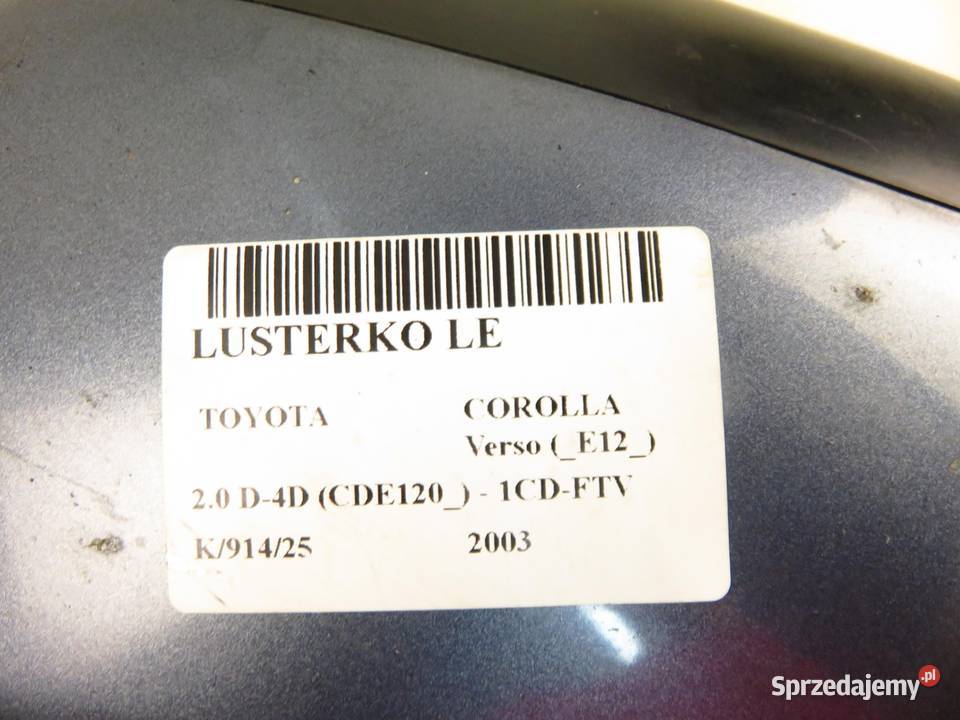 LUSTERKO LE
TOYOTA COROLLA
Verso (_E12_)
2.0 D-4D (CDE120_) - 1CD-FTV
K/914/25 2003
Sprzedajemy.pl